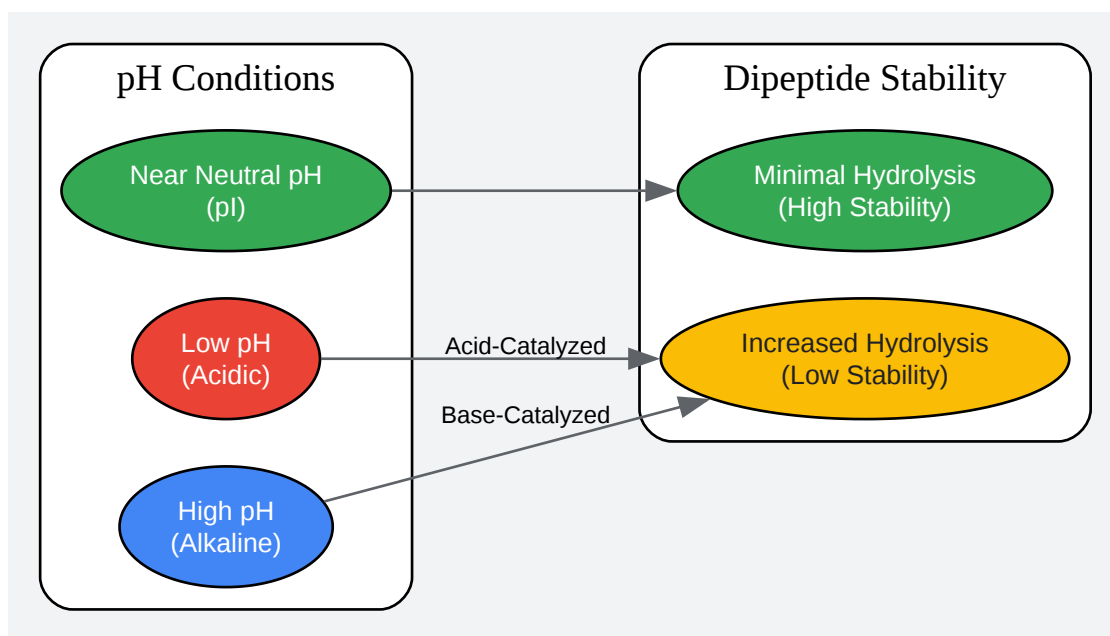 pH Conditions
Near Neutral pH
(pI)
Low pH
(Acidic)
High pH
(Alkaline)
Acid-Catalyzed
Base-Catalyzed
Dipeptide Stability
Minimal Hydrolysis
(High Stability)
Increased Hydrolysis
(Low Stability)